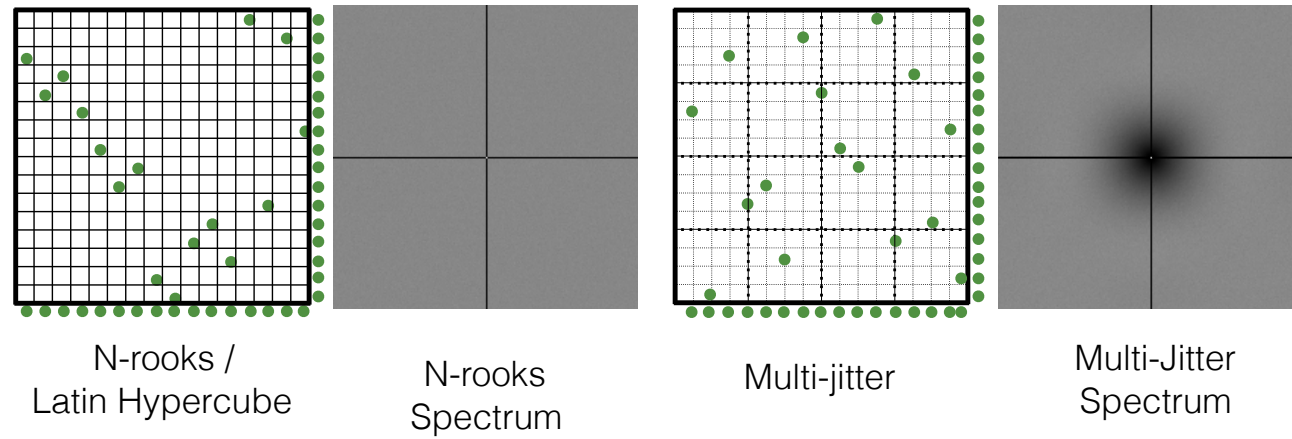 N-rooks /
Latin Hypercube
N-rooks
Spectrum
Multi-jitter
Multi-Jitter
Spectrum